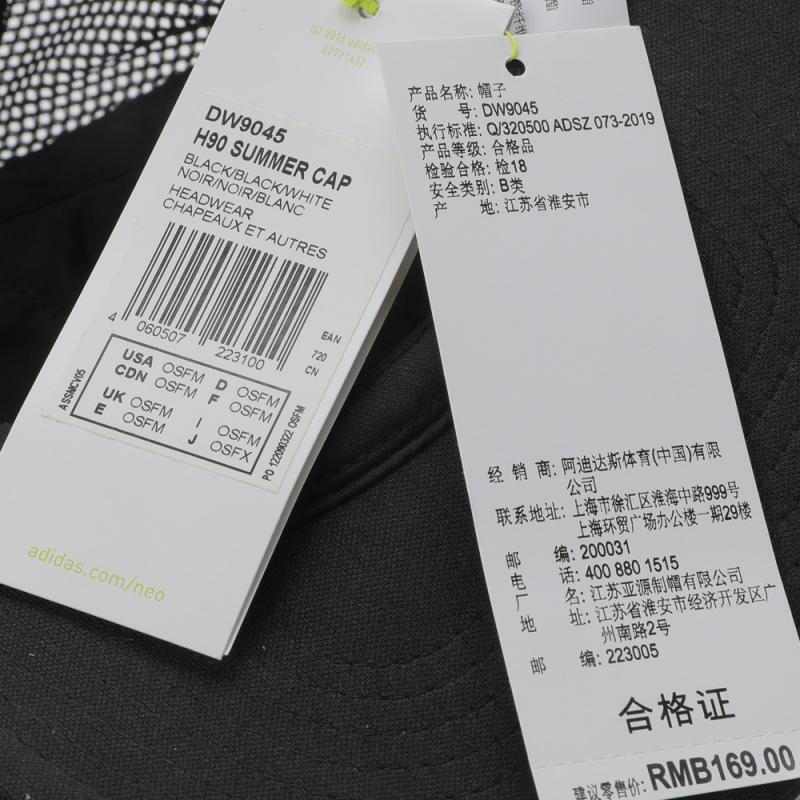 © 2016 adidas
62721437
DW9045
H90 SUMMER CAP
BLACK/BLACK/WHITE
NOIR/NOIR/BLANC
HEADWEAR
CHAPEAUX ET AUTRES
4 060507 223100
EAN
720
CN
ASSMCV05
USA OSFM D OSFM
CDN OSFM F OSFM
UK OSFM I OSFM
E OSFM J OSFX
PO 122090322 OSFM
adidas.com/neo
产品名称: 帽子
货 号: DW9045
执行标准: Q/320500 ADSZ 073-2019
产品等级: 合格品
检验合格: 检18
安全类别: B类
产 地: 江苏省淮安市
经 销 商: 阿迪达斯体育(中国)有限
公司
联系地址: 上海市徐汇区淮海中路999号
上海环贸广场办公楼一期29楼
邮 编: 200031
电 话: 400 880 1515
厂 名: 江苏亚源制帽有限公司
地 址: 江苏省淮安市经济开发区广
州南路2号
邮 编: 223005
合格证
建议零售价: RMB169.00